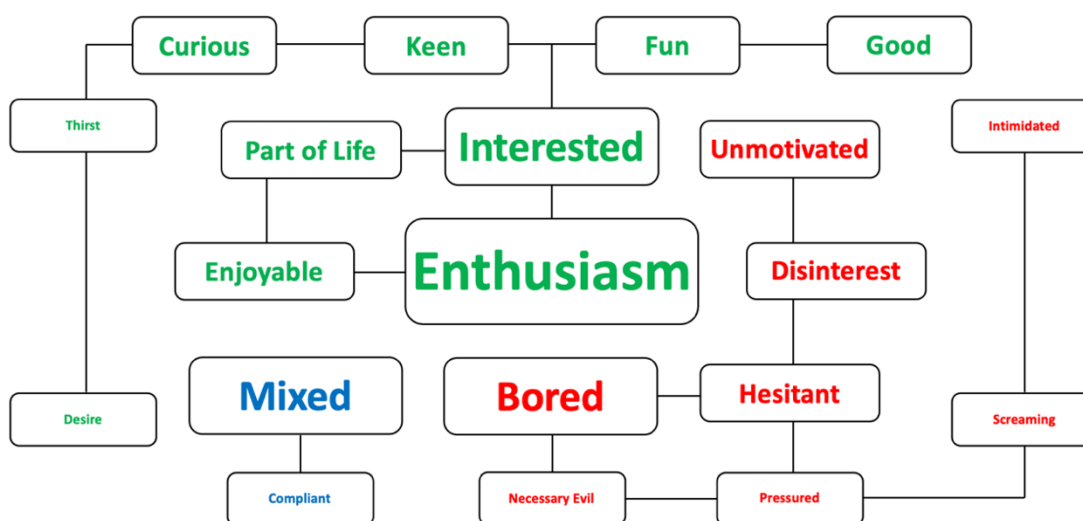 Curious
Keen
Fun
Good
Thirst
Intimidated
Part of Life
Interested
Unmotivated
Enjoyable
Enthusiasm
Disinterest
Mixed
Bored
Hesitant
Desire
Screaming
Compliant
Necessary Evil
Pressured